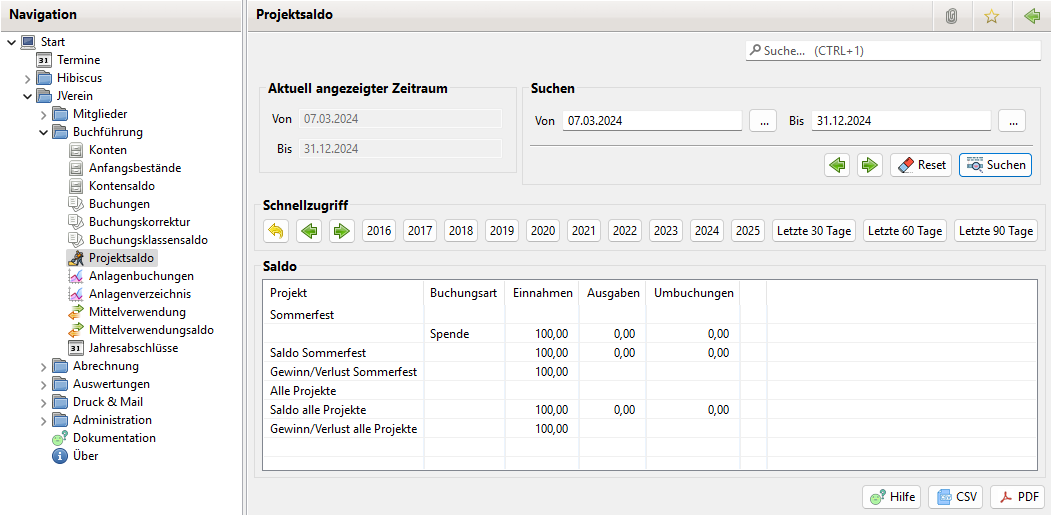 Navigation
Start
31 Termine
Hibiscus
JVerein
Mitglieder
Buchführung
Konten
Anfangsbestände
Kontensaldo
Buchungen
Buchungskorrektur
Buchungsklassensaldo
Projektsaldo
Anlagenbuchungen
Anlagenverzeichnis
Mittelverwendung
Mittelverwendungsaldo
31 Jahresabschlüsse
Abrechnung
Auswertungen
Druck & Mail
Administration
Dokumentation
Über
Projektsaldo
Suche... (CTRL+1)
Aktuell angezeigter Zeitraum
Von 07.03.2024
Bis 31.12.2024
Suchen
Von 07.03.2024 ... Bis 31.12.2024 ...
Reset Suchen
Schnellzugriff
2016 2017 2018 2019 2020 2021 2022 2023 2024 2025 Letzte 30 Tage Letzte 60 Tage Letzte 90 Tage
Saldo
Projekt Buchungsart Einnahmen Ausgaben Umbuchungen
Sommerfest
Spende 100,00 0,00 0,00
Saldo Sommerfest 100,00 0,00 0,00
Gewinn/Verlust Sommerfest 100,00
Alle Projekte
Saldo alle Projekte 100,00 0,00 0,00
Gewinn/Verlust alle Projekte 100,00
Hilfe CSV PDF